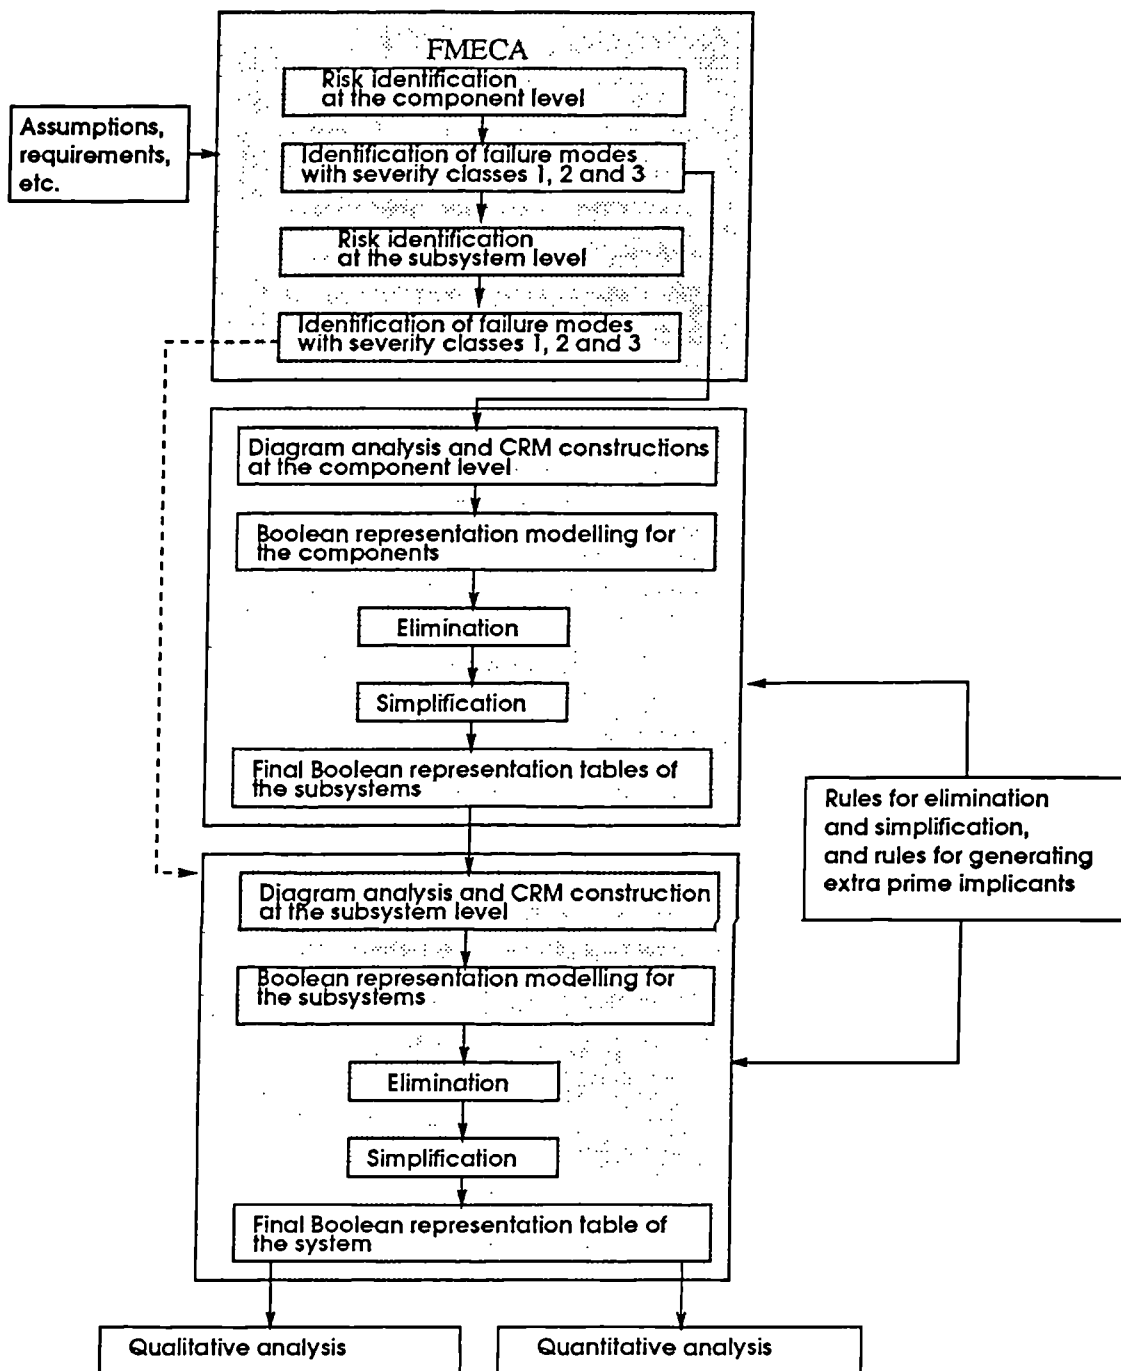 FMECA
Risk identification
at the component level
Assumptions,
requirements,
etc.
Identification of failure modes
with severity classes 1, 2 and 3
Risk identification
at the subsystem level
Identification of failure modes
with severity classes 1, 2 and 3
Diagram analysis and CRM constructions
at the component level
Boolean representation modelling for
the components
Elimination
Simplification
Final Boolean representation tables of
the subsystems
Rules for elimination
and simplification,
and rules for generating
extra prime implicants
Diagram analysis and CRM construction
at the subsystem level
Boolean representation modelling for
the subsystems
Elimination
Simplification
Final Boolean representation table of
the system
Qualitative analysis
Quantitative analysis